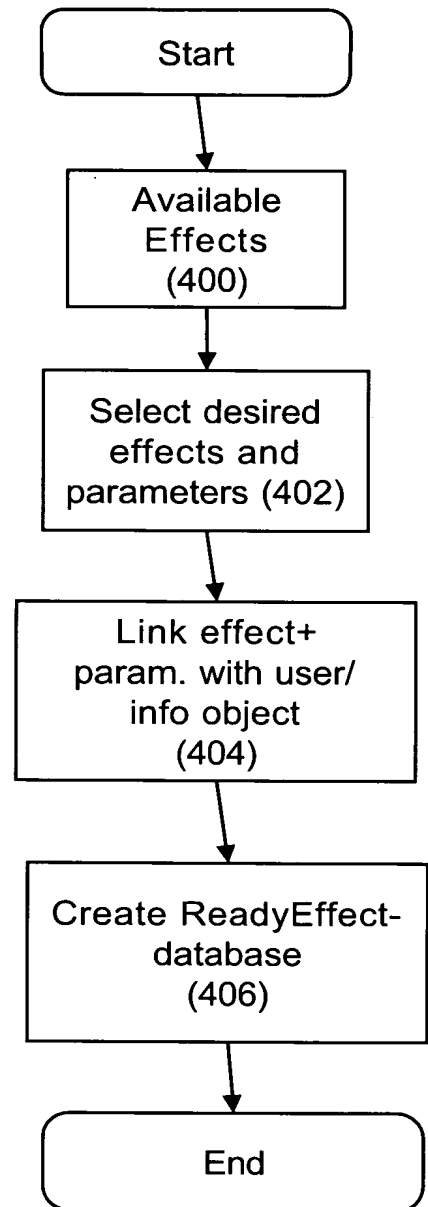 Start
Available
Effects
(400)
Select desired
effects and
parameters (402)
Link effect+
param. with user/
info object
(404)
Create ReadyEffect-
database
(406)
End